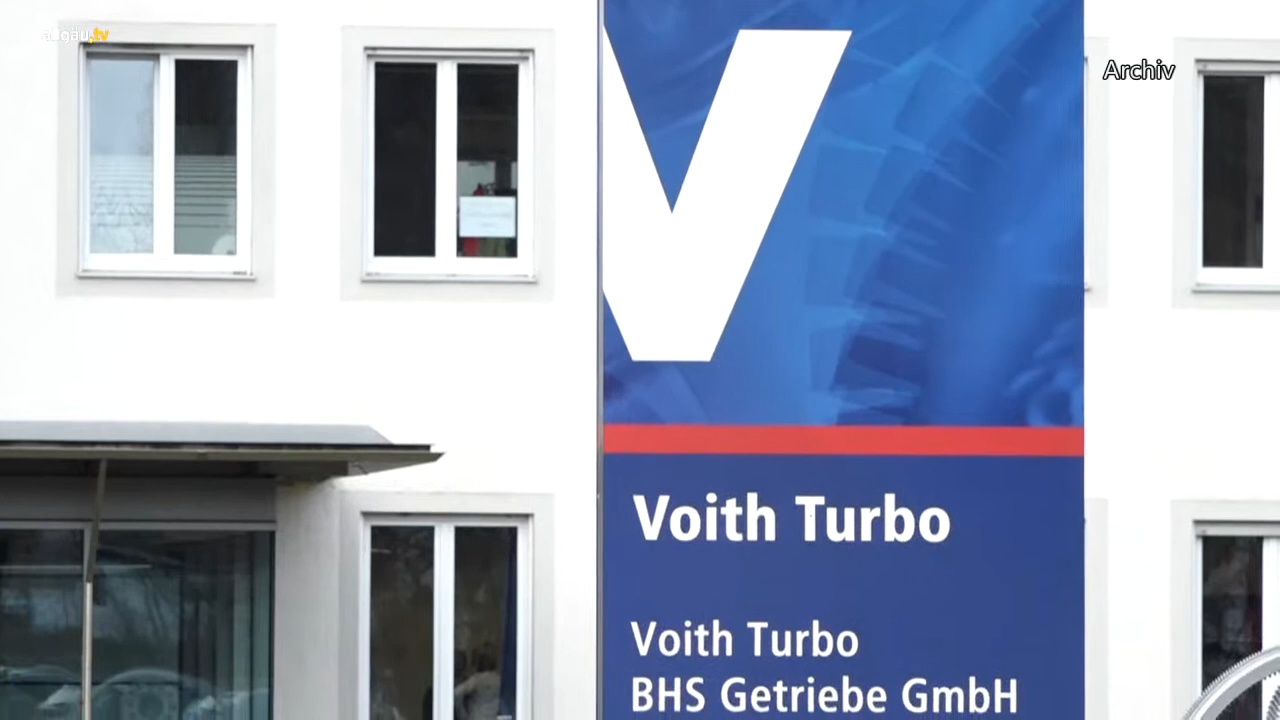 allgäu.tv
Archiv
V
Voith Turbo
Voith Turbo
BHS Getriebe GmbH